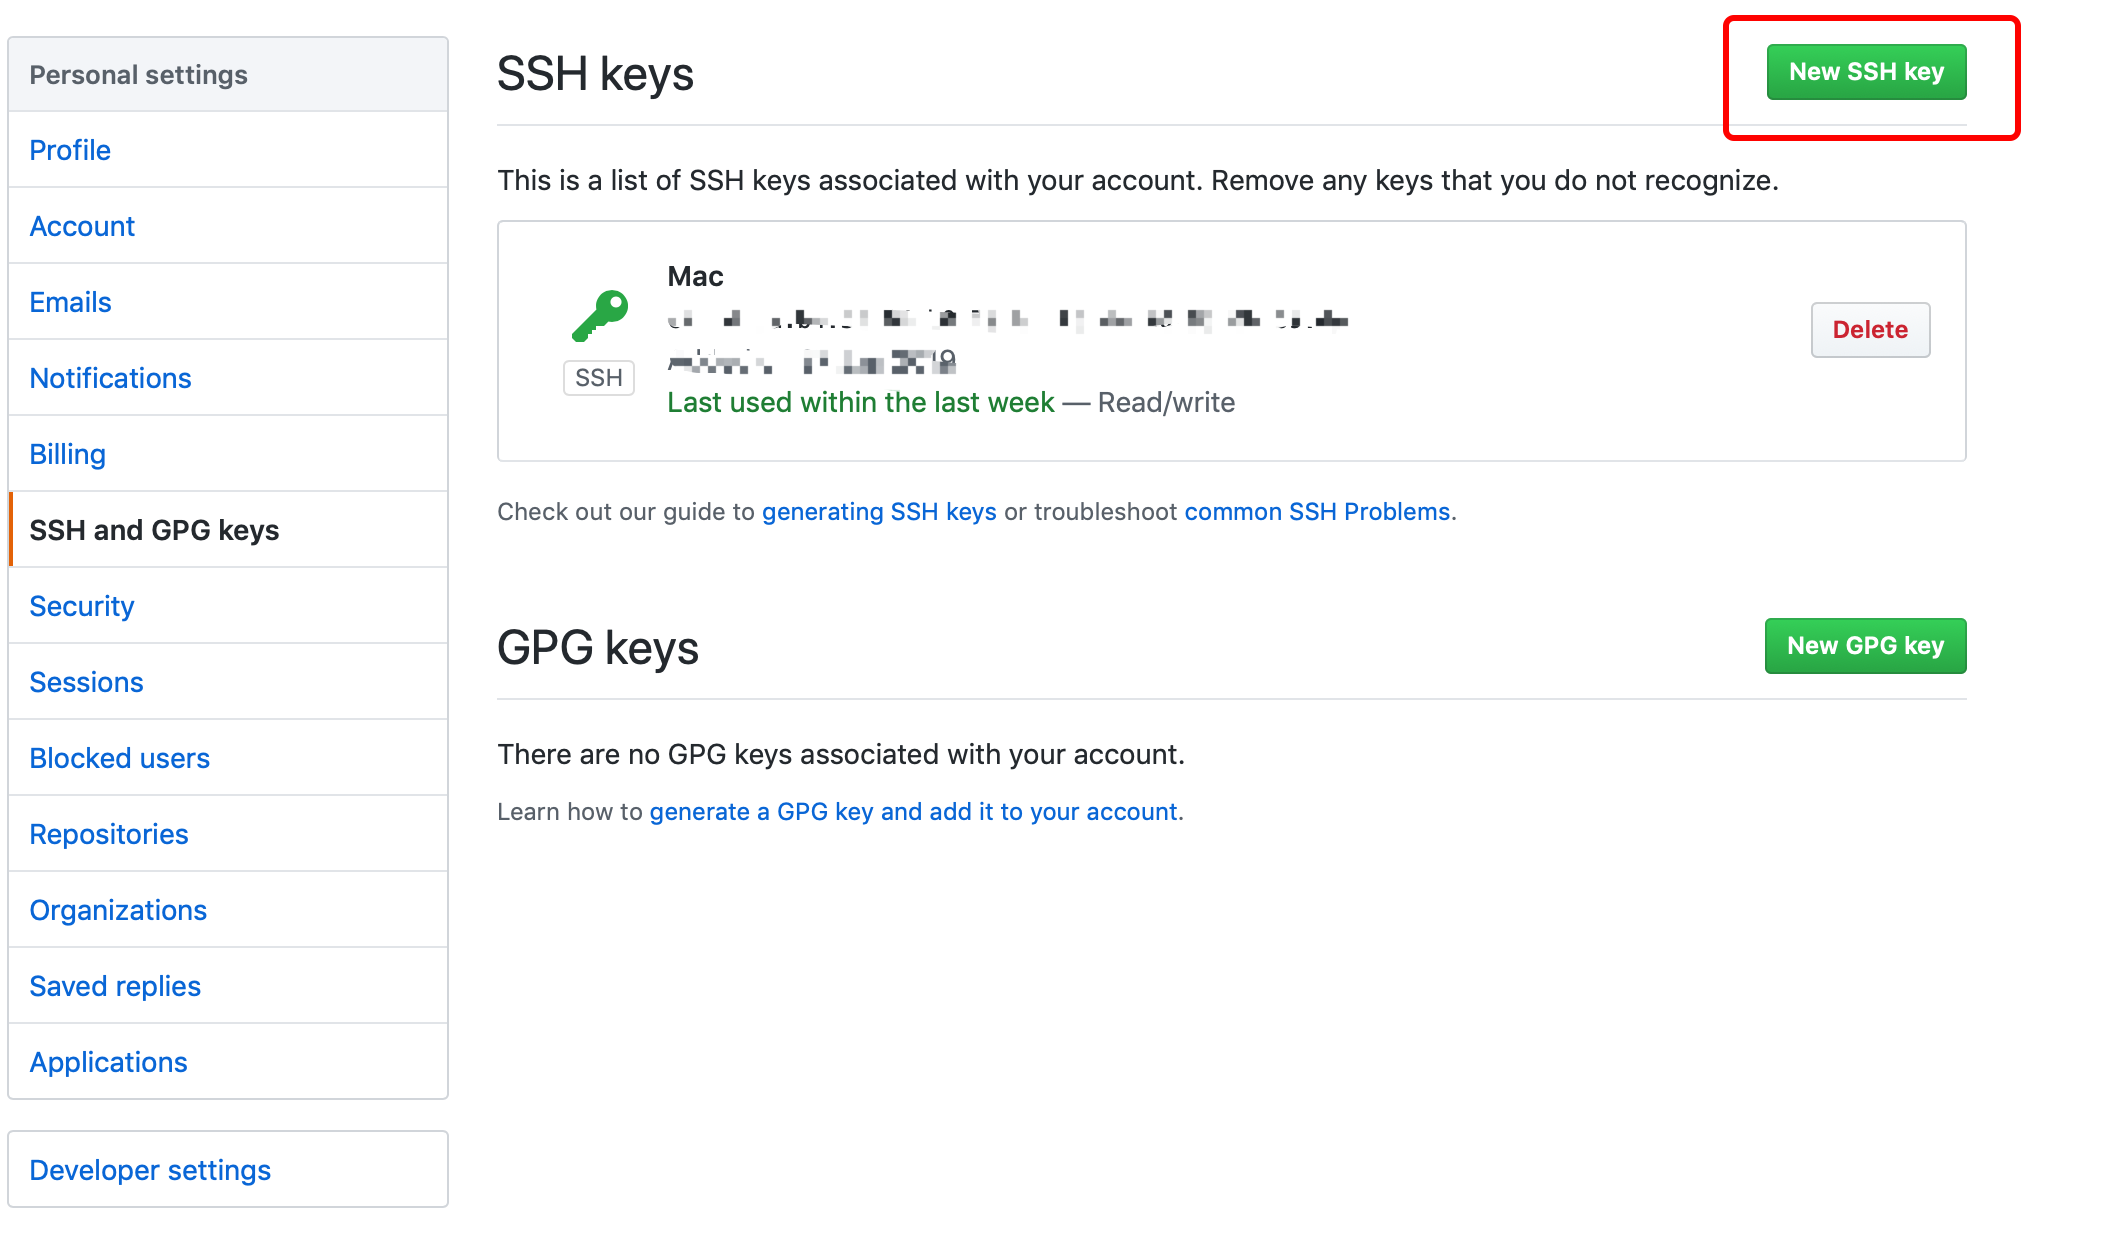 Personal settings
Profile
Account
Emails
Notifications
Billing
SSH and GPG keys
Security
Sessions
Blocked users
Repositories
Organizations
Saved replies
Applications
Developer settings
SSH keys
New SSH key
This is a list of SSH keys associated with your account. Remove any keys that you do not recognize.
Mac
SSH
Last used within the last week — Read/write
Delete
Check out our guide to generating SSH keys or troubleshoot common SSH Problems.
GPG keys
New GPG key
There are no GPG keys associated with your account.
Learn how to generate a GPG key and add it to your account.